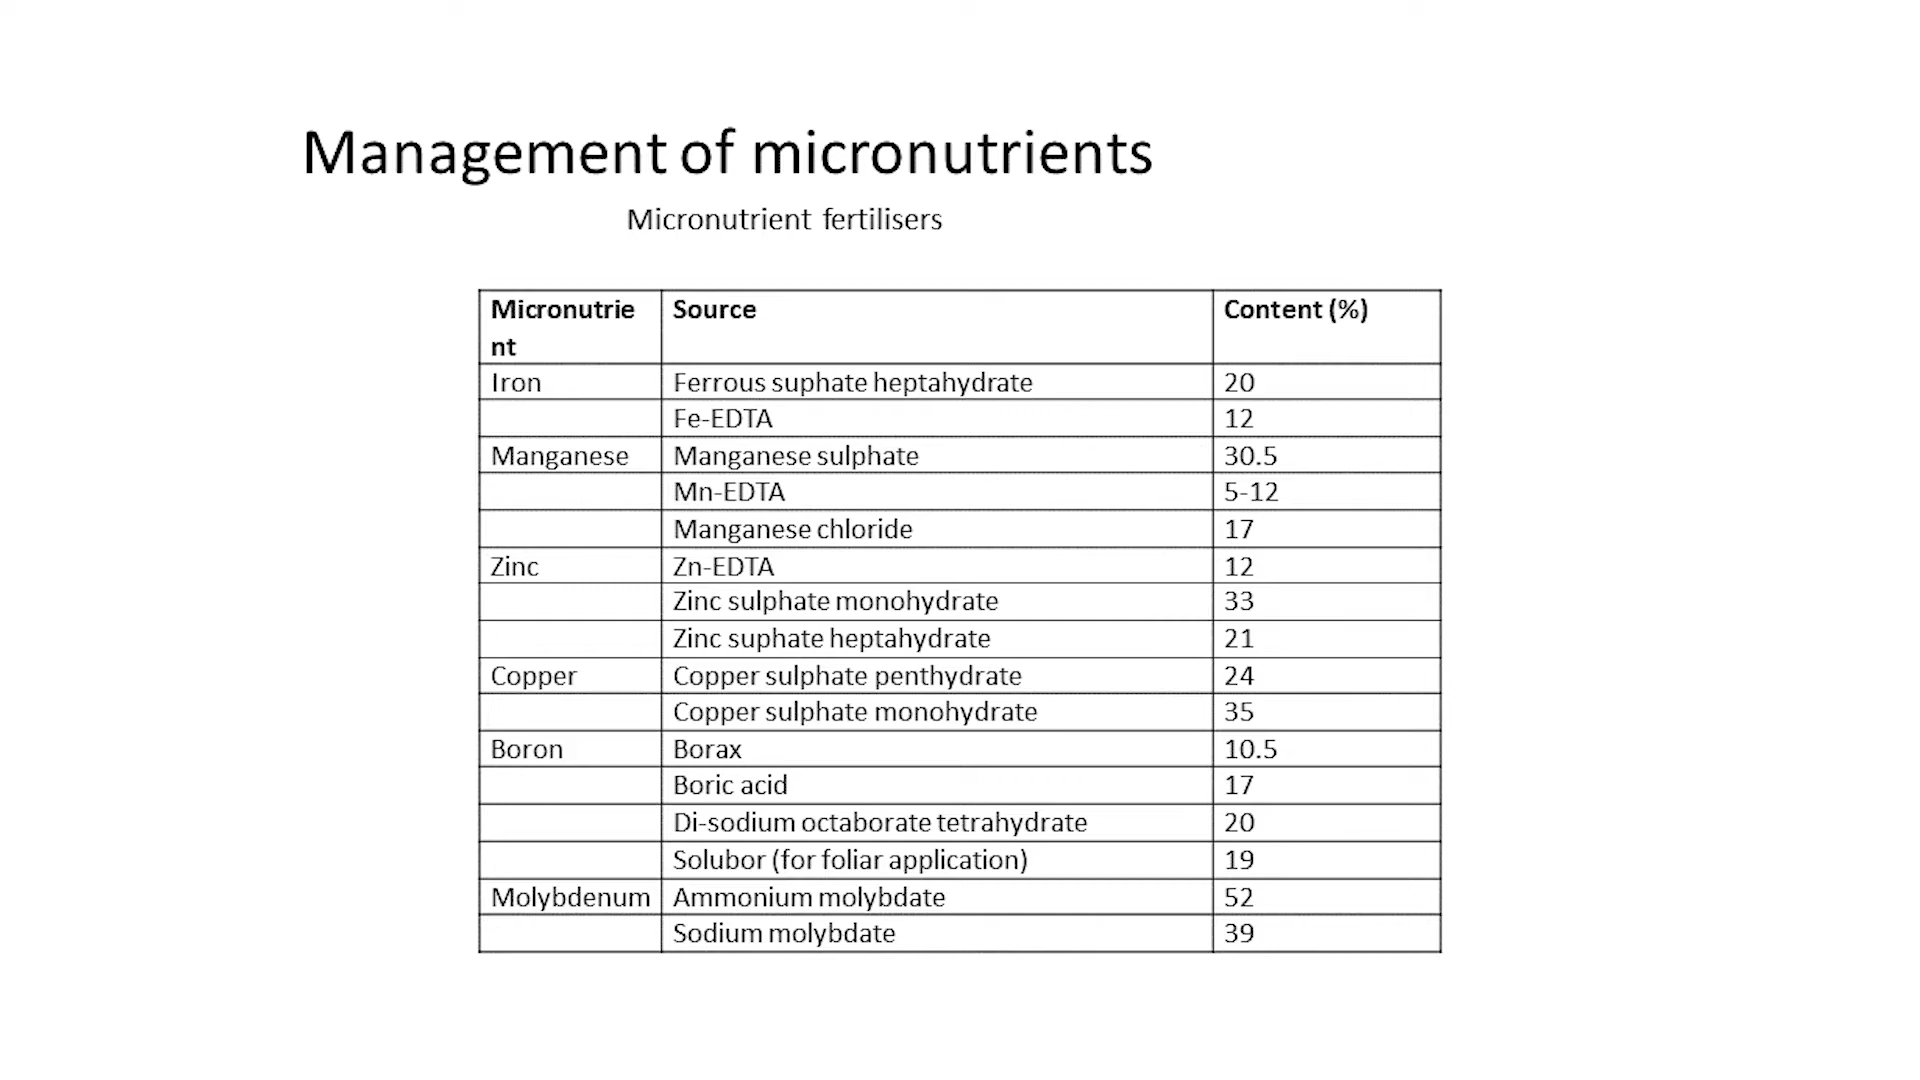 Management of micronutrients
Micronutrient fertilisers
Micronutrie Source Content (%)
nt
Iron Ferrous suphate heptahydrate 20
Fe-EDTA 12
Manganese Manganese sulphate 30.5
Mn-EDTA 5-12
Manganese chloride 17
Zinc Zn-EDTA 12
Zinc sulphate monohydrate 33
Zinc suphate heptahydrate 21
Copper Copper sulphate penthydrate 24
Copper sulphate monohydrate 35
Boron Borax 10.5
Boric acid 17
Di-sodium octaborate tetrahydrate 20
Solubor (for foliar application) 19
Molybdenum Ammonium molybdate 52
Sodium molybdate 39